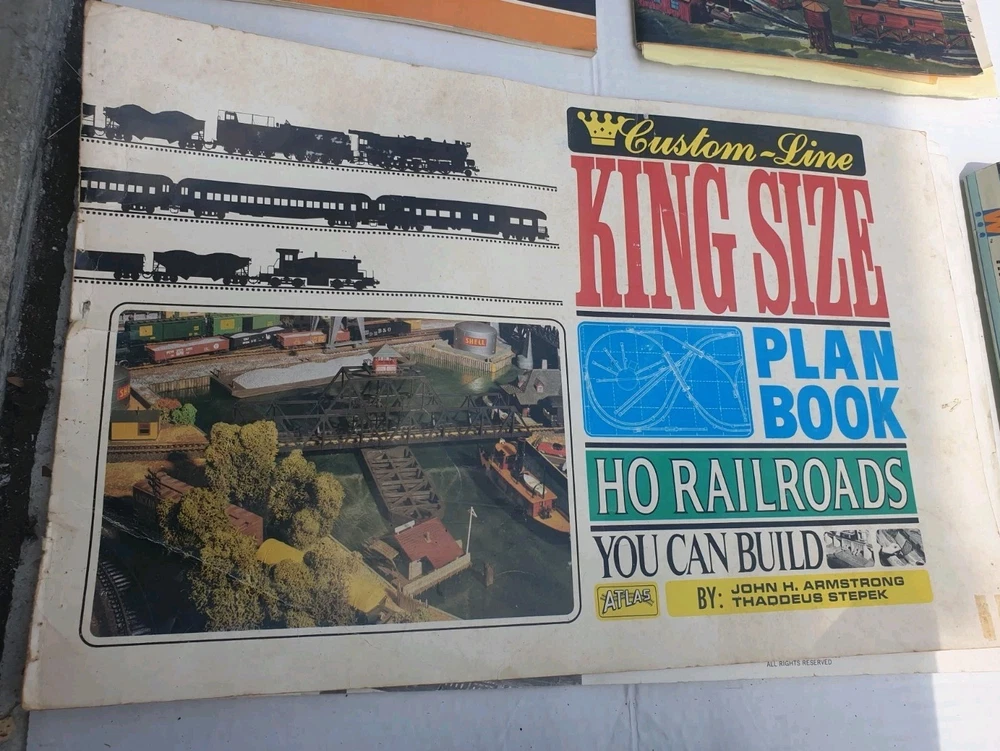 Custom-Line
KING SIZE
PLAN
BOOK
HO RAILROADS
YOU CAN BUILD
ATLAS
BY: JOHN H. ARMSTRONG
THADDEUS STEPEK
SHELL
ALL RIGHTS RESERVED